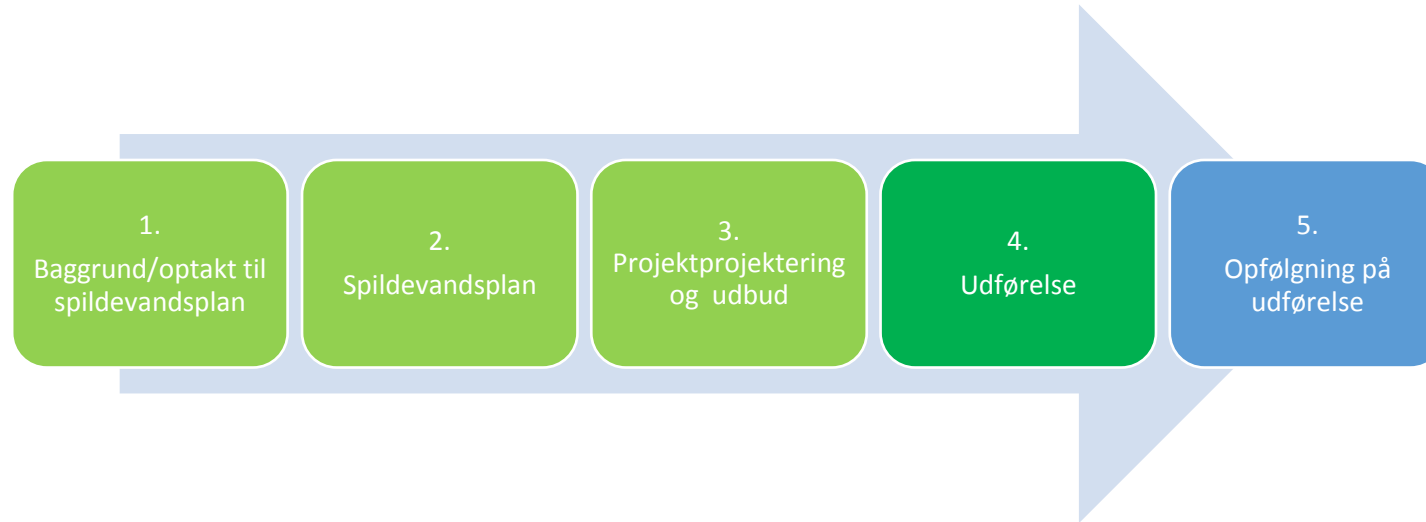 1.
Baggrund/optakt til
spildevandsplan
2.
Spildevandsplan
3.
Projektprojektering
og  udbud
4.
Udførelse
5.
Opfølgning på
udførelse